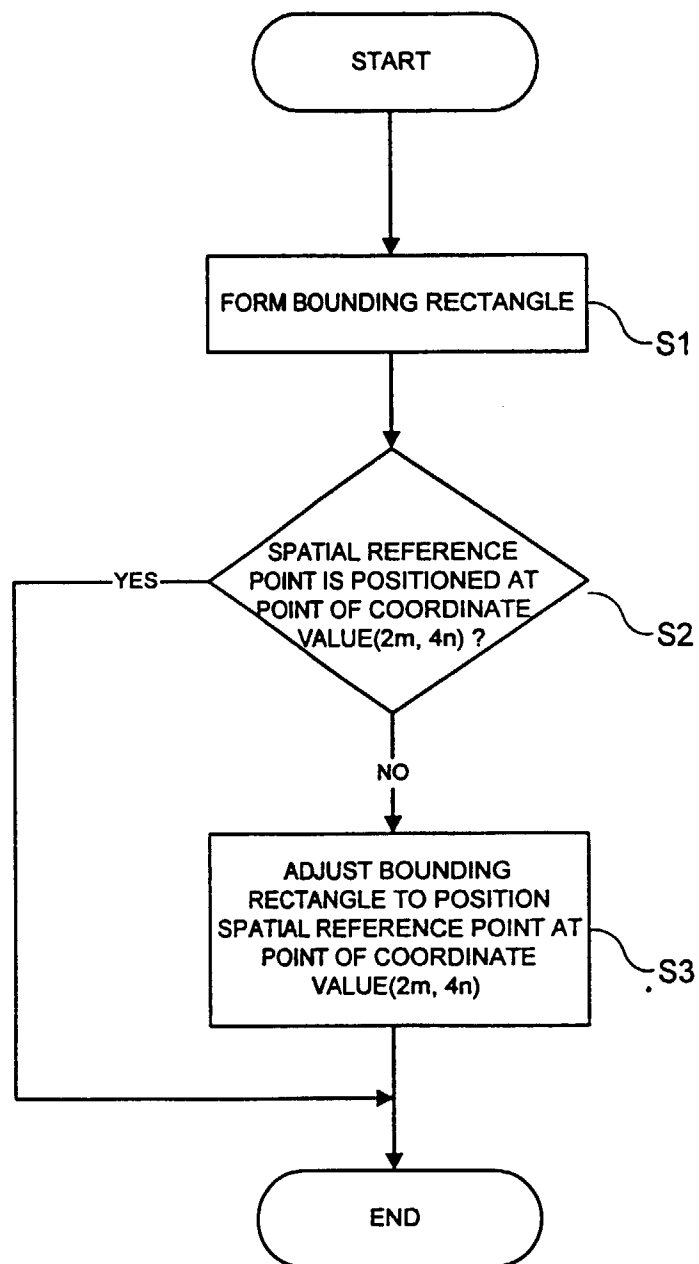 START
FORM BOUNDING RECTANGLE
S1
SPATIAL REFERENCE
POINT IS POSITIONED AT
POINT OF COORDINATE
VALUE(2m, 4n) ?
YES
S2
NO
ADJUST BOUNDING
RECTANGLE TO POSITION
SPATIAL REFERENCE POINT AT
POINT OF COORDINATE
VALUE(2m, 4n)
S3
END